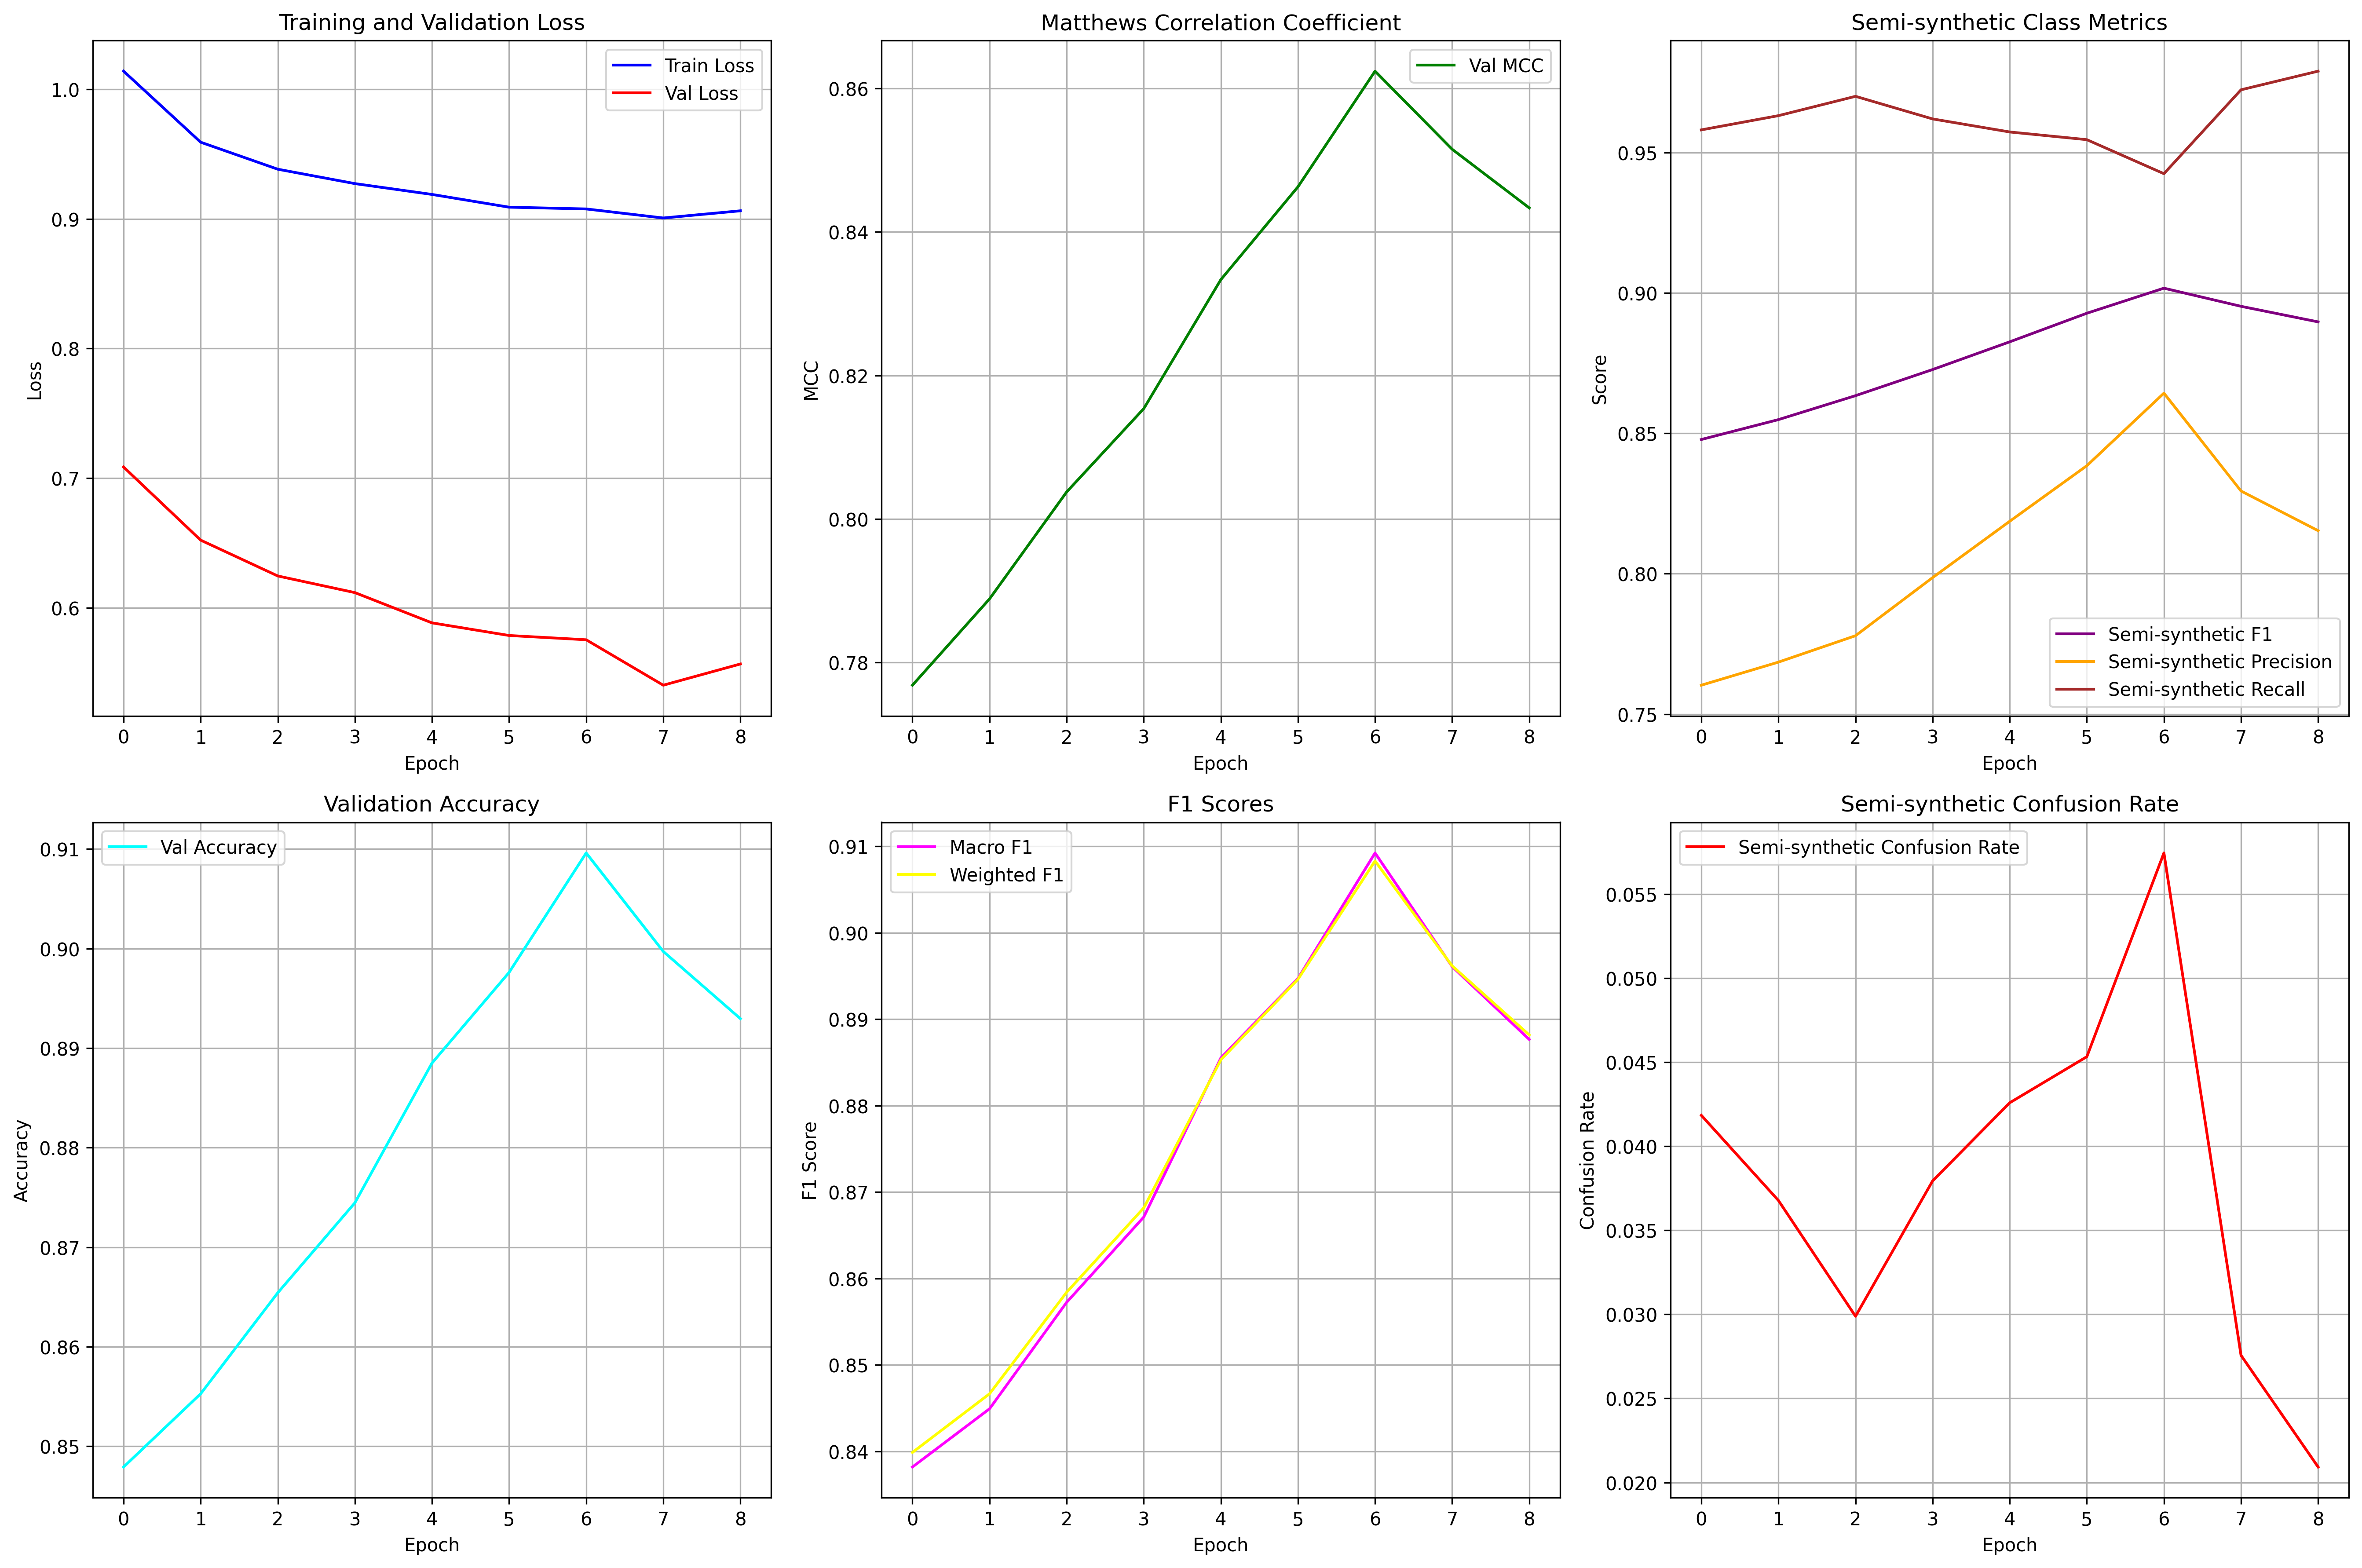 Training and Validation Loss
Train Loss
Val Loss
1.0
0.9
0.8
0.7
0.6
Loss
0 1 2 3 4 5 6 7 8
Epoch
Matthews Correlation Coefficient
Val MCC
0.86
0.84
0.82
0.80
0.78
MCC
0 1 2 3 4 5 6 7 8
Epoch
Semi-synthetic Class Metrics
0.95
0.90
0.85
0.80
0.75
Score
Semi-synthetic F1
Semi-synthetic Precision
Semi-synthetic Recall
0 1 2 3 4 5 6 7 8
Epoch
Validation Accuracy
Val Accuracy
0.91
0.90
0.89
0.88
0.87
0.86
0.85
Accuracy
0 1 2 3 4 5 6 7 8
Epoch
F1 Scores
Macro F1
Weighted F1
0.91
0.90
0.89
0.88
0.87
0.86
0.85
0.84
F1 Score
0 1 2 3 4 5 6 7 8
Epoch
Semi-synthetic Confusion Rate
Semi-synthetic Confusion Rate
0.055
0.050
0.045
0.040
0.035
0.030
0.025
0.020
Confusion Rate
0 1 2 3 4 5 6 7 8
Epoch